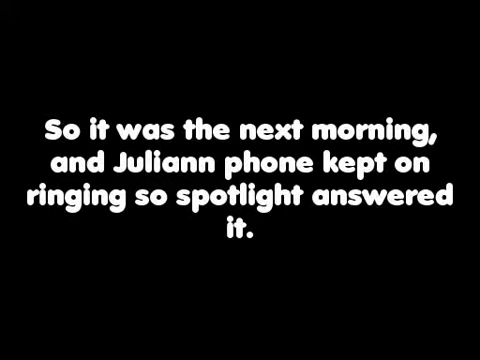 So it was the next morning,
and Juliann phone kept on
ringing so spotlight answered
it.